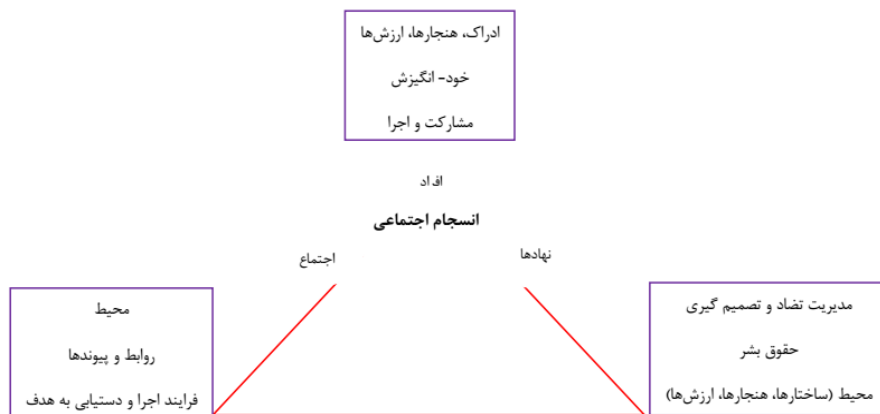 ادراک، هنجارها، ارزش‌ها
خود- انگیزش
مشارکت و اجرا
افراد
انسجام اجتماعی
نهادها
اجتماع
مدیریت تضاد و تصمیم گیری
حقوق بشر
محیط (ساختارها، هنجارها، ارزش‌ها)
محیط
روابط و پیوندها
فرایند اجرا و دستیابی به هدف